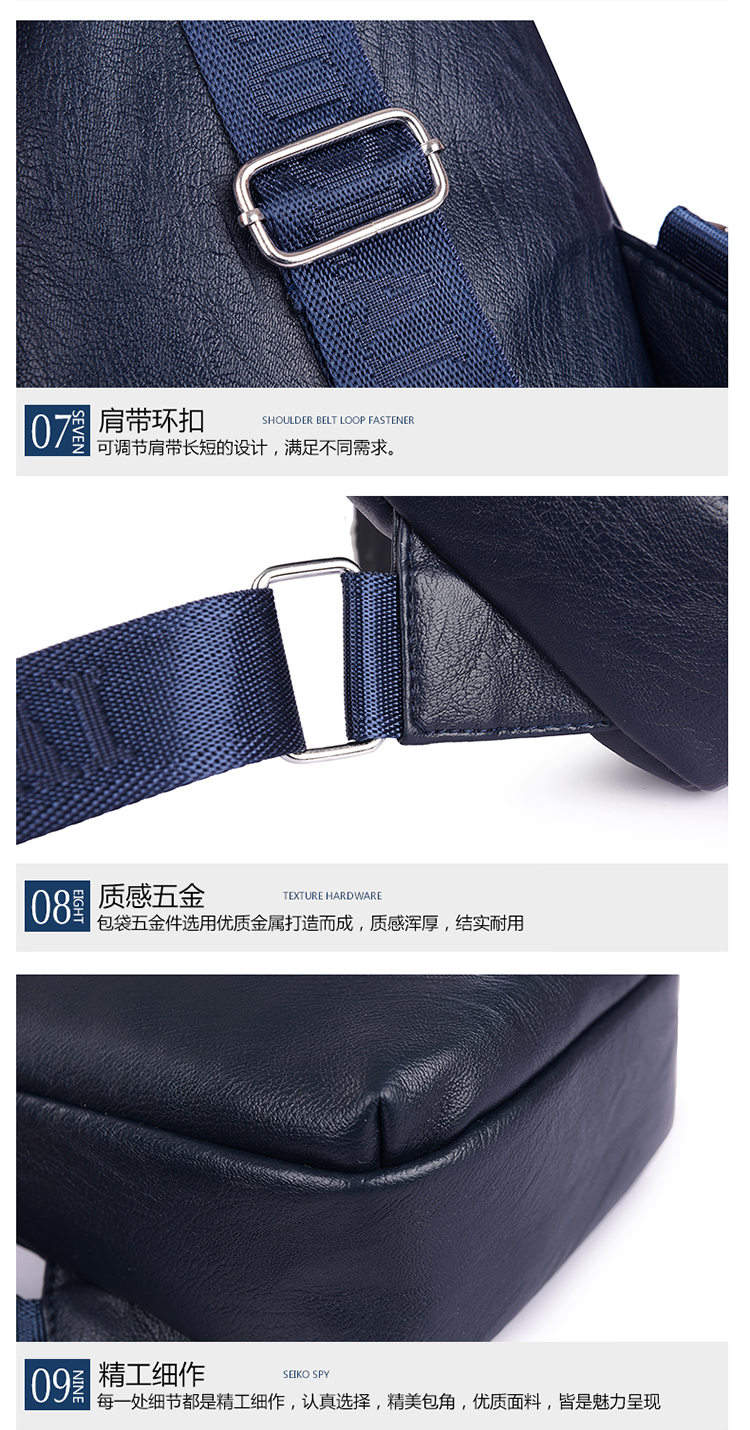 07
SEVEN
肩带环扣
SHOULDER BELT LOOP FASTENER
可调节肩带长短的设计，满足不同需求。
08
EIGHT
质感五金
TEXTURE HARDWARE
包袋五金件选用优质金属打造而成，质感浑厚，结实耐用
09
NINE
精工细作
SEIKO SPY
每一处细节都是精工细作，认真选择，精美包角，优质面料，皆是魅力呈现